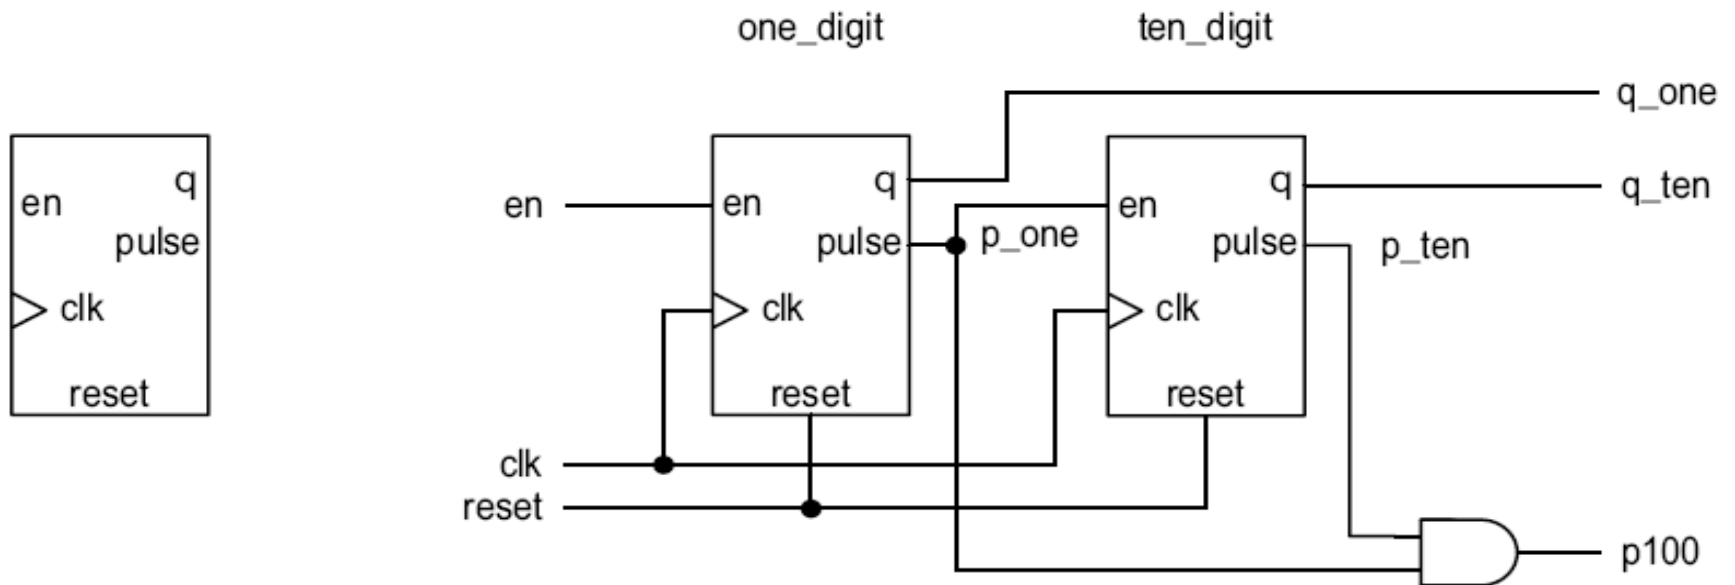 one_digit
ten_digit
q_one
q
en
pulse
clk
reset
en
q
en
pulse
clk
reset
p_one
q
en
pulse
clk
reset
p_ten
q_ten
clk
reset
p100